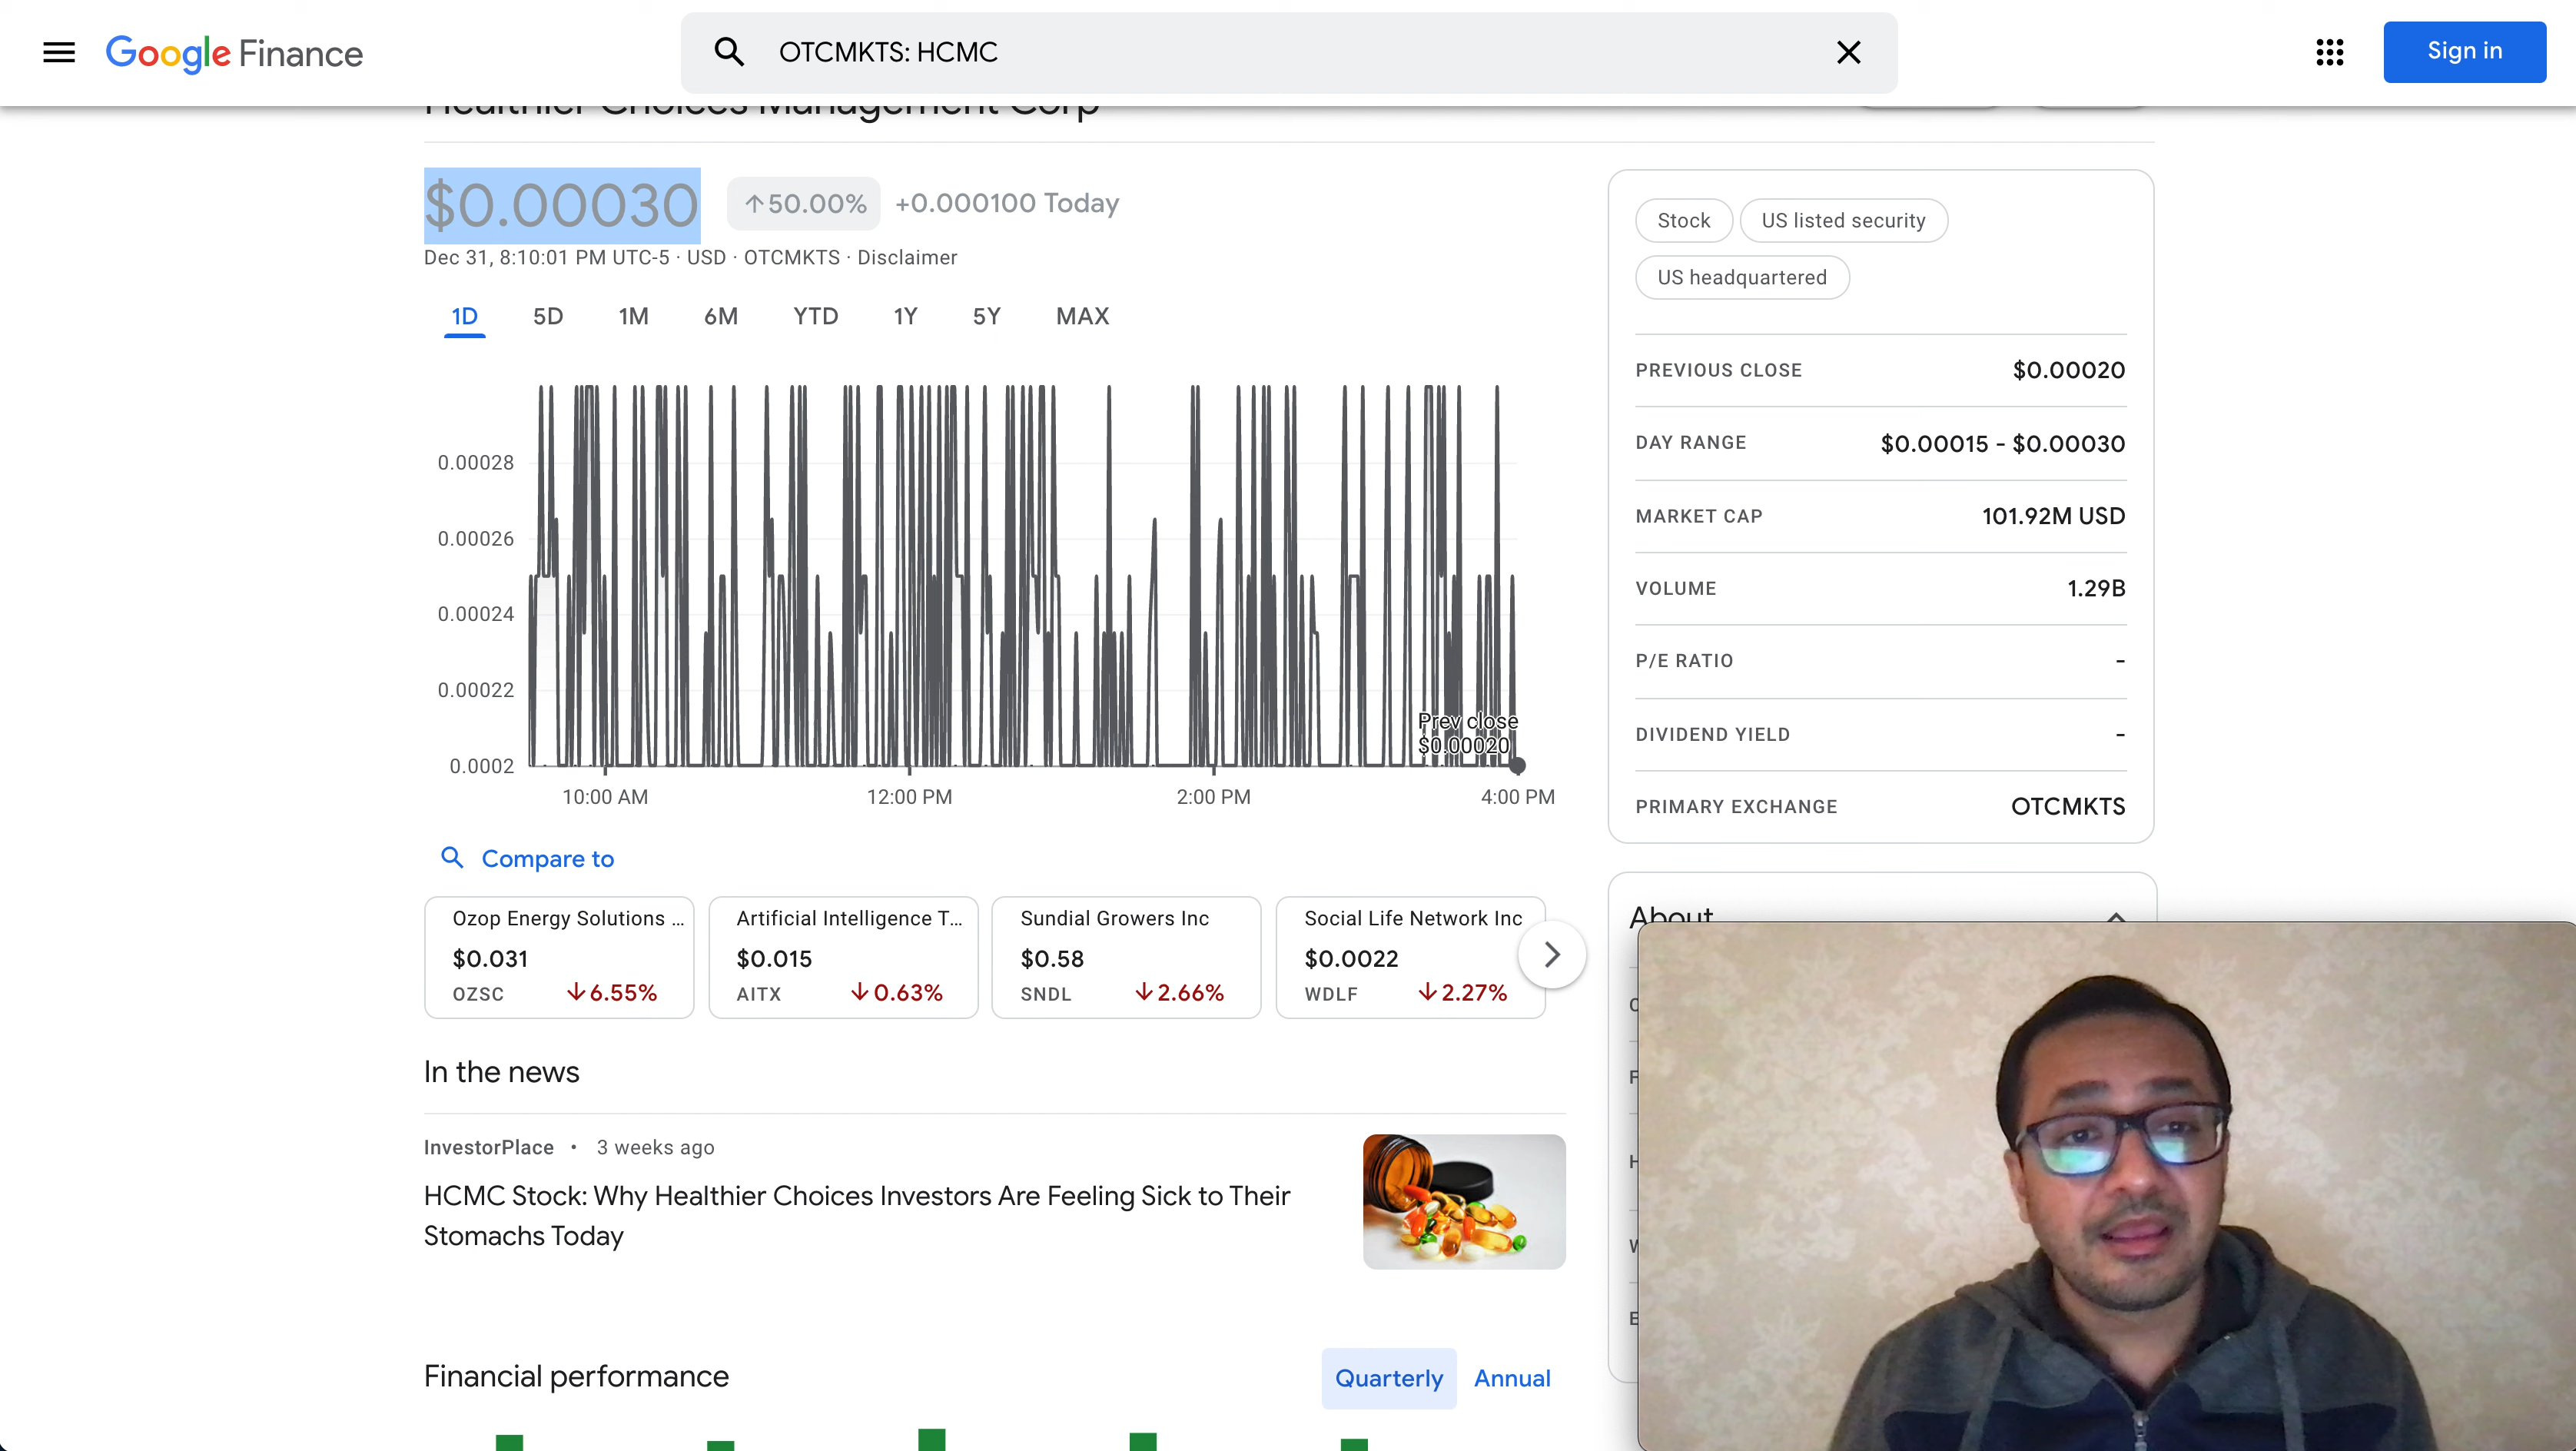 Google Finance
OTCMKTS: HCMC
Sign in
Healthier Choices Management Corp
$0.00030
↑50.00%
+0.000100 Today
Dec 31, 8:10:01 PM UTC-5 · USD · OTCMKTS · Disclaimer
1D 5D 1M 6M YTD 1Y 5Y MAX
0.00028
0.00026
0.00024
0.00022
0.0002
Prev close
$0.00020
10:00 AM 12:00 PM 2:00 PM 4:00 PM
Stock
US listed security
US headquartered
PREVIOUS CLOSE $0.00020
DAY RANGE $0.00015 - $0.00030
MARKET CAP 101.92M USD
VOLUME 1.29B
P/E RATIO -
DIVIDEND YIELD -
PRIMARY EXCHANGE OTCMKTS
Compare to
Ozop Energy Solutions ...
$0.031
OZSC ↓6.55%
Artificial Intelligence T...
$0.015
AITX ↓0.63%
Sundial Growers Inc
$0.58
SNDL ↓2.66%
Social Life Network Inc
$0.0022
WDLF ↓2.27%
About
In the news
InvestorPlace • 3 weeks ago
HCMC Stock: Why Healthier Choices Investors Are Feeling Sick to Their
Stomachs Today
Financial performance
Quarterly
Annual